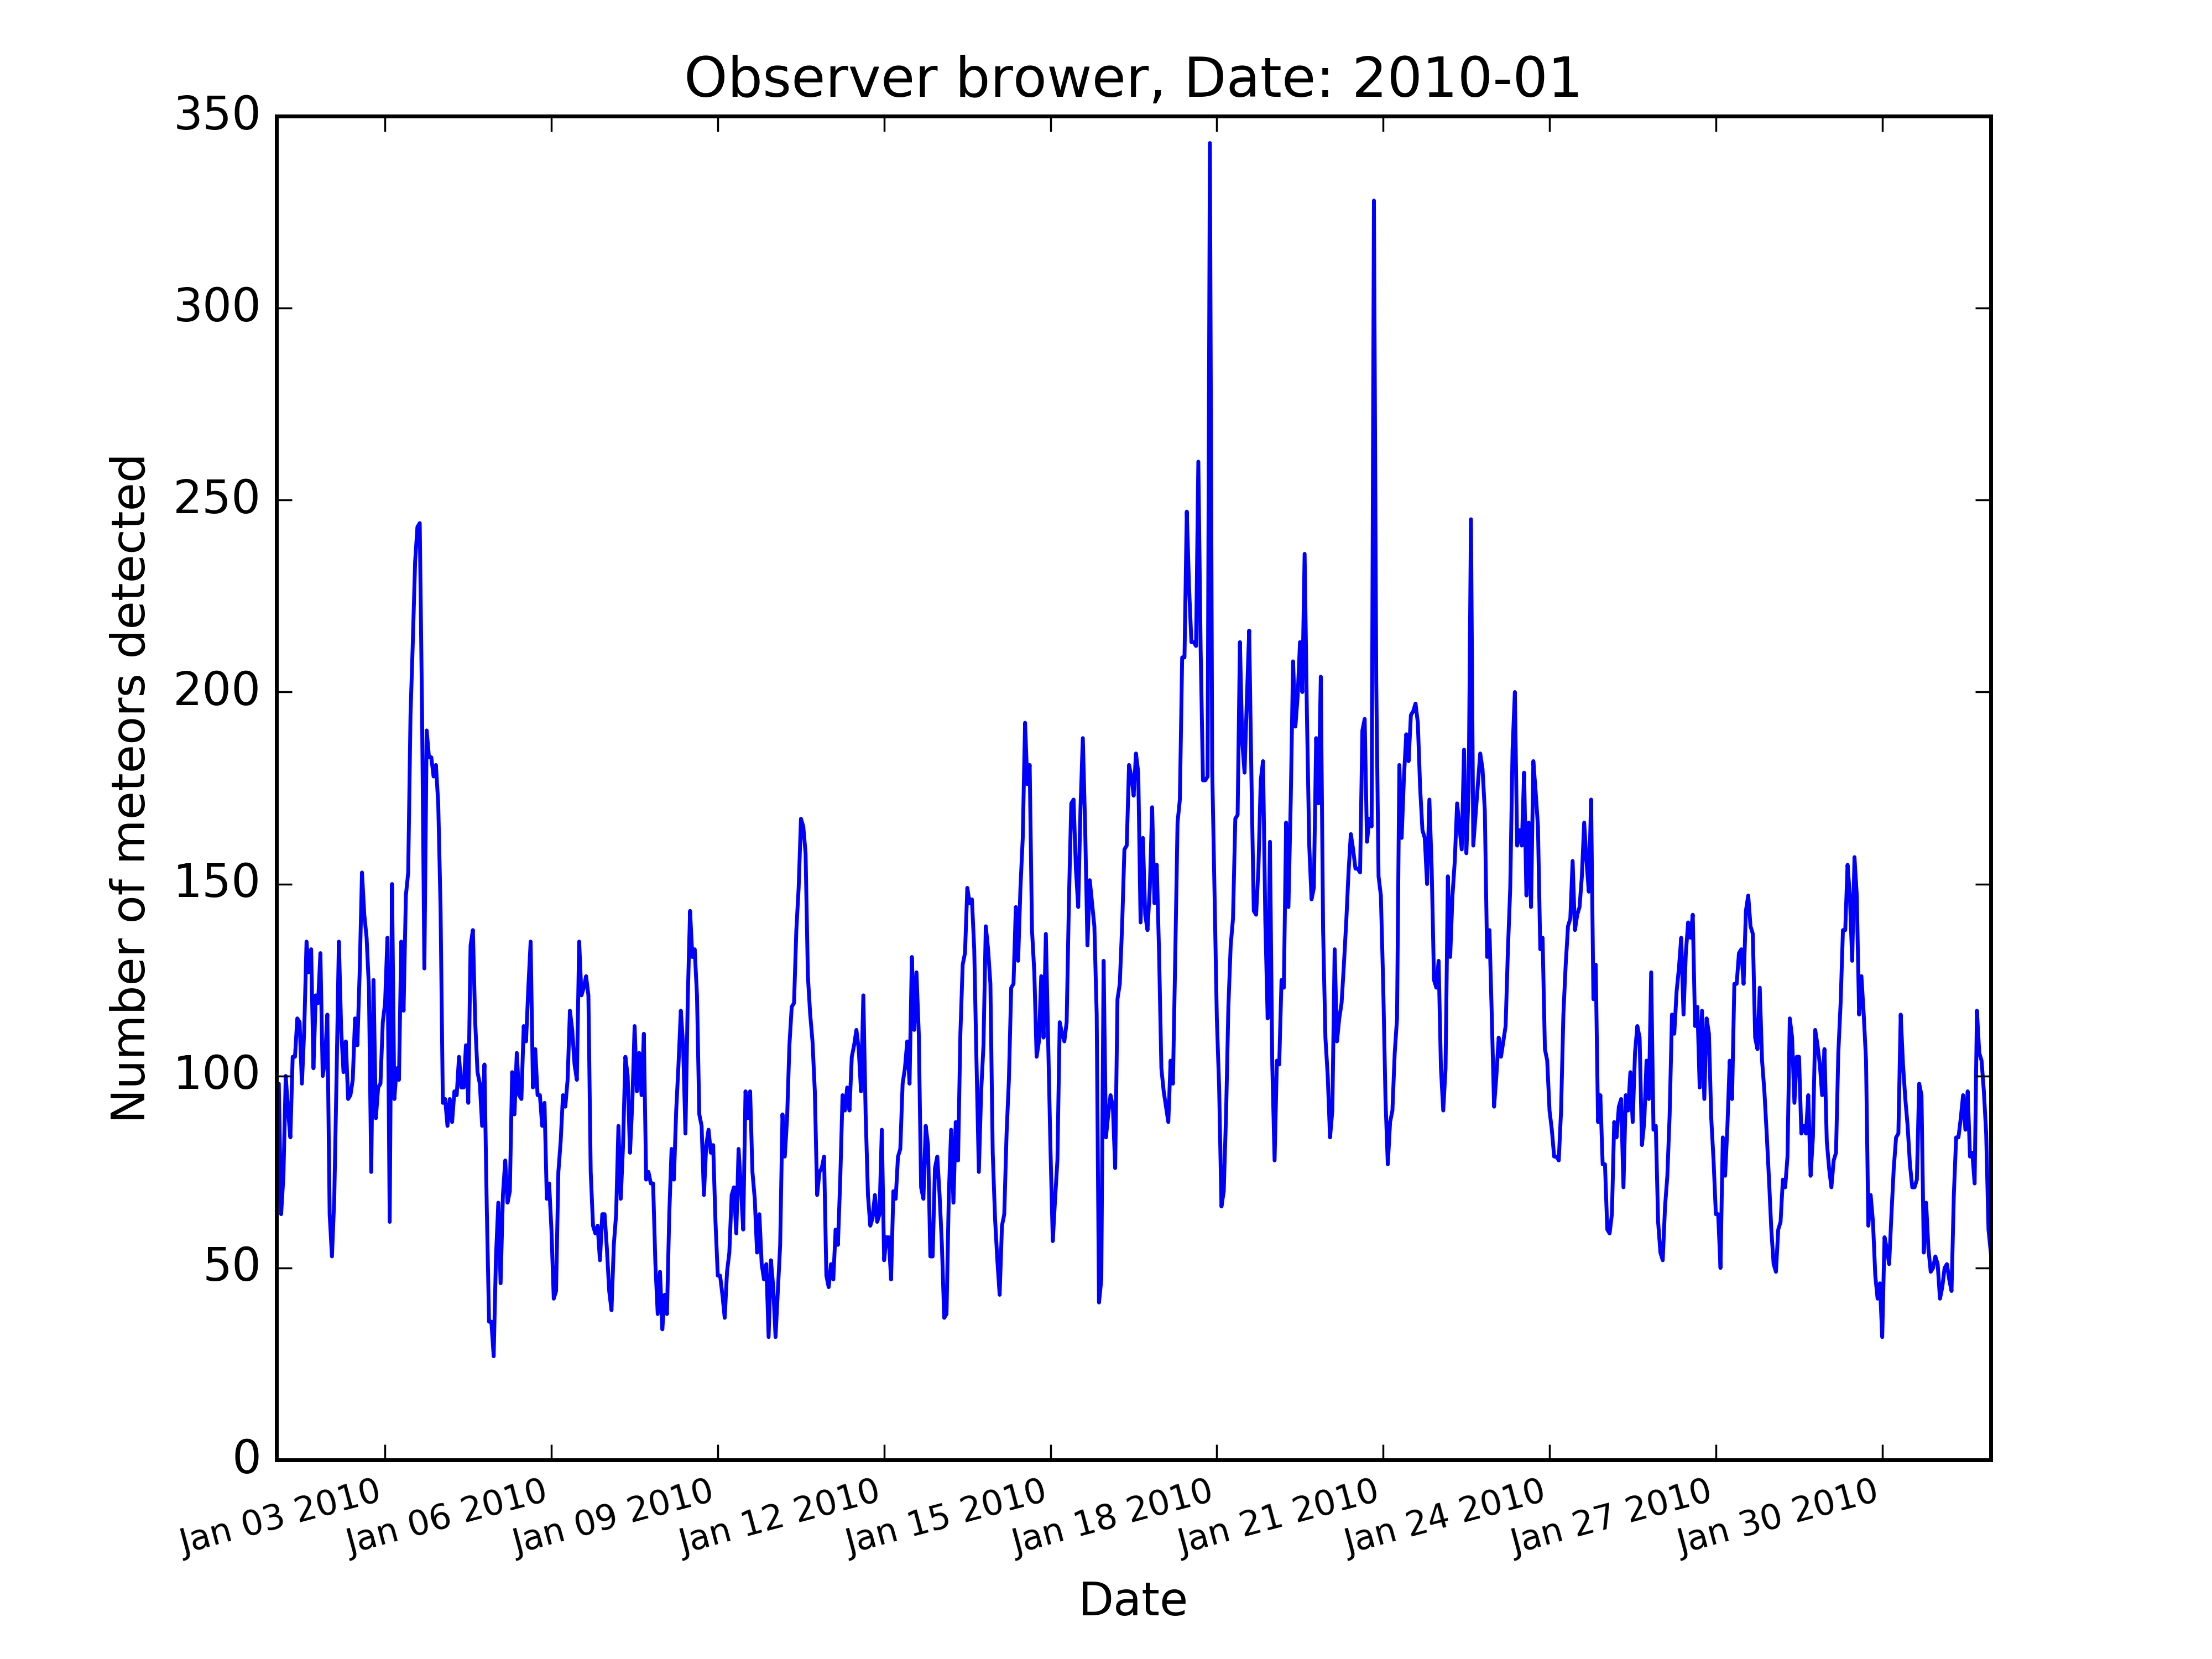 Observer brower, Date: 2010-01
350
300
250
200
150
100
50
0
Number of meteors detected
Jan 03 2010
Jan 06 2010
Jan 09 2010
Jan 12 2010
Jan 15 2010
Jan 18 2010
Jan 21 2010
Jan 24 2010
Jan 27 2010
Jan 30 2010
Date